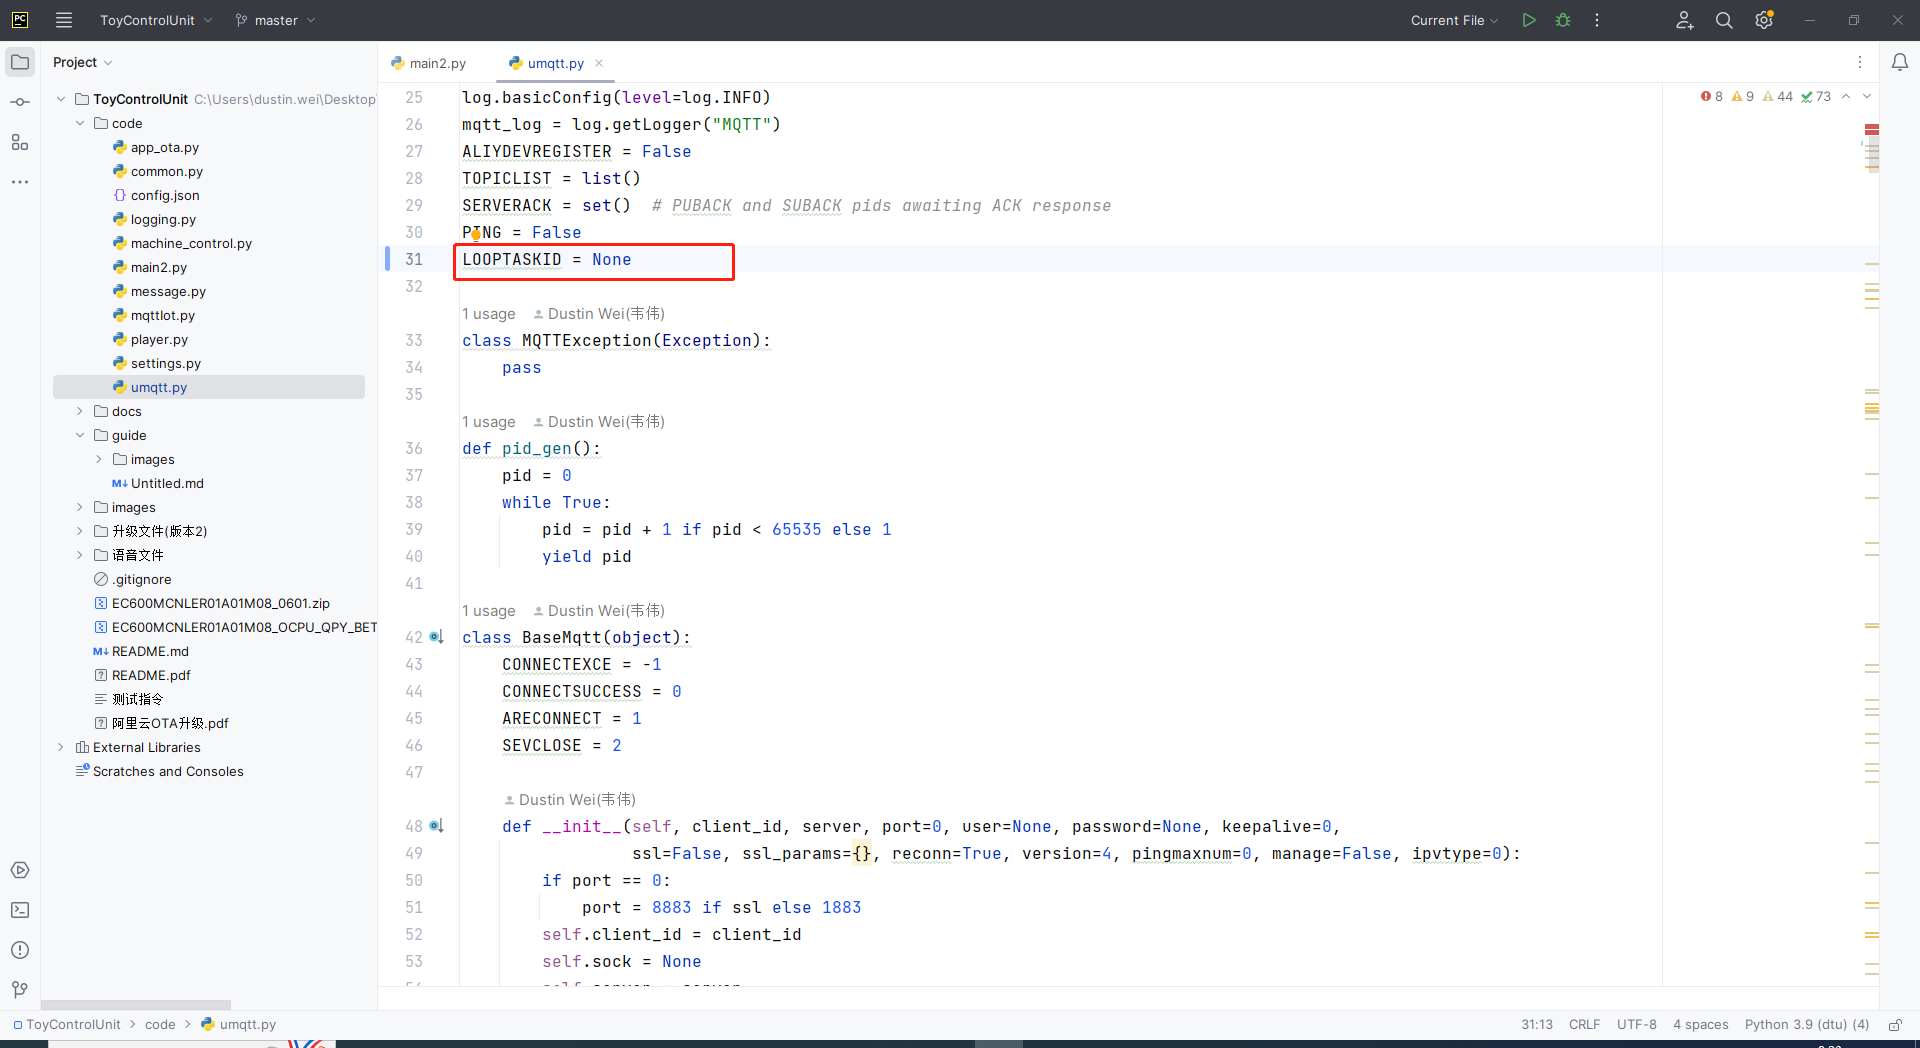 PC
ToyControlUnit
master
Current File
Project
main2.py
umqtt.py
ToyControlUnit C:\Users\dustin.wei\Desktop
code
app_ota.py
common.py
config.json
logging.py
machine_control.py
main2.py
message.py
mqttlot.py
player.py
settings.py
umqtt.py
docs
guide
images
Untitled.md
images
升级文件(版本2)
语音文件
.gitignore
EC600MCNLER01A01M08_0601.zip
EC600MCNLER01A01M08_OCPU_QPY_BET
README.md
README.pdf
测试指令
阿里云OTA升级.pdf
External Libraries
Scratches and Consoles
8 9 44 73
25 log.basicConfig(level=log.INFO)
26 mqtt_log = log.getLogger("MQTT")
27 ALIYDEVREGISTER = False
28 TOPICLIST = list()
29 SERVERACK = set()  # PUBACK and SUBACK pids awaiting ACK response
30 PING = False
31 LOOPTASKID = None
32
1 usage Dustin Wei(韦伟)
33 class MQTTException(Exception):
34     pass
35
1 usage Dustin Wei(韦伟)
36 def pid_gen():
37     pid = 0
38     while True:
39         pid = pid + 1 if pid < 65535 else 1
40         yield pid
41
1 usage Dustin Wei(韦伟)
42 class BaseMqtt(object):
43     CONNECTEXCE = -1
44     CONNECTSUCCESS = 0
45     ARECONNECT = 1
46     SEVCLOSE = 2
47
Dustin Wei(韦伟)
48     def __init__(self, client_id, server, port=0, user=None, password=None, keepalive=0,
49                  ssl=False, ssl_params={}, reconn=True, version=4, pingmaxnum=0, manage=False, ipvtype=0):
50         if port == 0:
51             port = 8883 if ssl else 1883
52         self.client_id = client_id
53         self.sock = None
ToyControlUnit > code > umqtt.py
31:13 CRLF UTF-8 4 spaces Python 3.9 (dtu) (4)